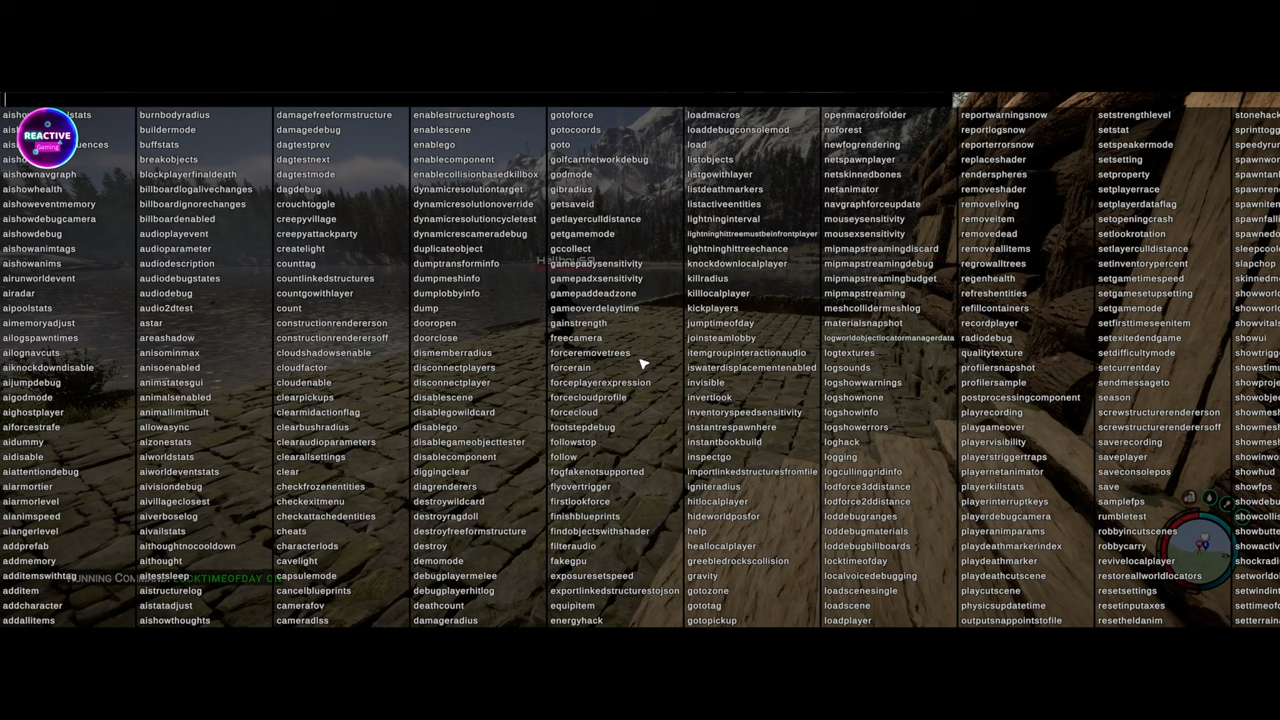 REACTIVE
Gaming
aishownavgraph
aishowhealth
aishoweventmemory
aishowdebugcamera
aishowdebug
aishowanimtags
aishowanims
airunworldevent
airadar
aipoolstats
aimemoryadjust
ailogspawntimes
ailognavcuts
aiknockdowndisable
aijumpdebug
aigodmode
aighostplayer
aiforcestrafe
aidummy
aidisable
aiattentiondebug
aiarmortier
aiarmorlevel
aianimspeed
aiangerlevel
addprefab
addmemory
additemswithtag
additem
addcharacter
addallitems
burnbodyradius
buildermode
buffstats
breakobjects
blockplayerfinaldeath
billboardlogalivechanges
billboardignorechanges
billboardenabled
audioplayevent
audioparameter
audiodescription
audiodebugstates
audiodebug
audio2dtest
astar
areashadow
anisominmax
anisoenabled
animstatesgui
animalsenabled
animallimitmult
allowasync
aizonestats
aiworldstats
aiworldeventstats
aivisiondebug
aivillageclosest
aiverboselog
aivailstats
aithoughtnocooldown
aithought
aitestsleep
aistructurelog
aistatadjust
aishowthoughts
damagefreeformstructure
damagedebug
dagtestprev
dagtestnext
dagtestmode
dagdebug
crouchtoggle
creepyvillage
creepyattackparty
createlight
counttag
countlinkedstructures
countgowithlayer
count
constructionrendererson
constructionrenderersoff
cloudshadowsenable
cloudfactor
cloudenable
clearpickups
clearmidactionflag
clearbushradius
clearaudioparameters
clearallsettings
clear
checkfrozenentities
checkexitmenu
checkattachedentities
cheats
characterlods
cavelight
capsulemode
cancelblueprints
camerafov
cameradlss
enablestructureghosts
enablescene
enablego
enablecomponent
enablecollisionbasedkillbox
dynamicresolutiontarget
dynamicresolutionoverride
dynamicresolutioncycletest
dynamicrescameradebug
duplicateobject
dumptransforminfo
dumpmeshinfo
dumplobbyinfo
dump
dooropen
doorclose
dismemberradius
disconnectplayers
disconnectplayer
disablescene
disablegowildcard
disablego
disablegameobjecttester
disablecomponent
diggingclear
diagrenderers
destroywildcard
destroyragdoll
destroyfreeformstructure
destroy
demomode
debugplayermelee
debugplayerhitlog
deathcount
damageradius
gotoforce
gotocoords
goto
golfcartnetworkdebug
godmode
gibradius
getsaveid
getlayerculldistance
getgamemode
gccollect
gamepadysensitivity
gamepadxsensitivity
gamepaddeadzone
gameoverdelaytime
gainstrength
freecamera
forceremovetrees
forcerain
forceplayerexpression
forcecloudprofile
forcecloud
footstepdebug
followstop
follow
fogfakenotsupported
flyovertrigger
firstlookforce
finishblueprints
findobjectswithshader
filteraudio
fakegpu
exposuresetspeed
exportlinkedstructurestojson
equipitem
energyhack
loadmacros
loaddebugconsolemod
load
listobjects
listgowithlayer
listdeathmarkers
listactiveentities
lightninginterval
lightninghittreemustbeinfrontplayer
lightninghittreechance
knockdownlocalplayer
killradius
killlocalplayer
kickplayers
jumptimeofday
joinsteamlobby
itemgroupinteractionaudio
iswaterdisplacementenabled
invisible
invertlook
inventoryspeedsensitivity
instantrespawnhere
instantbookbuild
inspectgo
importlinkedstructuresfromfile
igniteradius
hitlocalplayer
hideworldposfor
help
heallocalplayer
greebledrockscollision
gravity
gotozone
gototag
gotopickup
openmacrosfolder
noforest
newfogrendering
netspawnplayer
netskinnedbones
netanimator
navgraphforceupdate
mouseysensitivity
mousexsensitivity
mipmapstreamingdiscard
mipmapstreamingdebug
mipmapstreamingbudget
mipmapstreaming
meshcollidermeshlog
materialsnapshot
logworldobjectlocatormanagerdata
logtextures
logsounds
logshowwarnings
logshownone
logshowinfo
logshowerrors
loghack
logging
logcullinggridinfo
lodforce3ddistance
lodforce2ddistance
loddebugranges
loddebugmaterials
loddebugbillboards
locktimeofday
localvoicedebugging
loadscenesingle
loadscene
loadplayer
reportwarningsnow
reportlogsnow
reporterrorsnow
replaceshader
renderspheres
removeshader
removeliving
removeitem
removedead
removeallitems
regrowalltrees
regenhealth
refreshentities
refillcontainers
recordplayer
radiodebug
qualitytexture
profilersnapshot
profilersample
postprocessingcomponent
playrecording
playgameover
playervisibility
playerstriggertraps
playernetanimator
playerkillstats
playerinterruptkeys
playerdebugcamera
playeranimparams
playdeathmarkerindex
playdeathmarker
playdeathcutscene
playcutscene
physicsupdatetime
outputsnappointstofile
setstrengthlevel
setstat
setspeakermode
setsetting
setproperty
setplayerrace
setplayerdataflag
setopeningcrash
setlookrotation
setlayerculldistance
setinventorypercent
setgametimespeed
setgamesetupsetting
setgamemode
setfirsttimeseenitem
setexitedendgame
setdifficultymode
setcurrentday
sendmessageto
season
screwstructurerendererson
screwstructurerenderersoff
saverecording
saveplayer
saveconsolepos
save
samplefps
rumbletest
robbyincutscenes
robbycarry
revivelocalplayer
restoreallworldlocators
resetsettings
resetinputaxes
resetheldanim